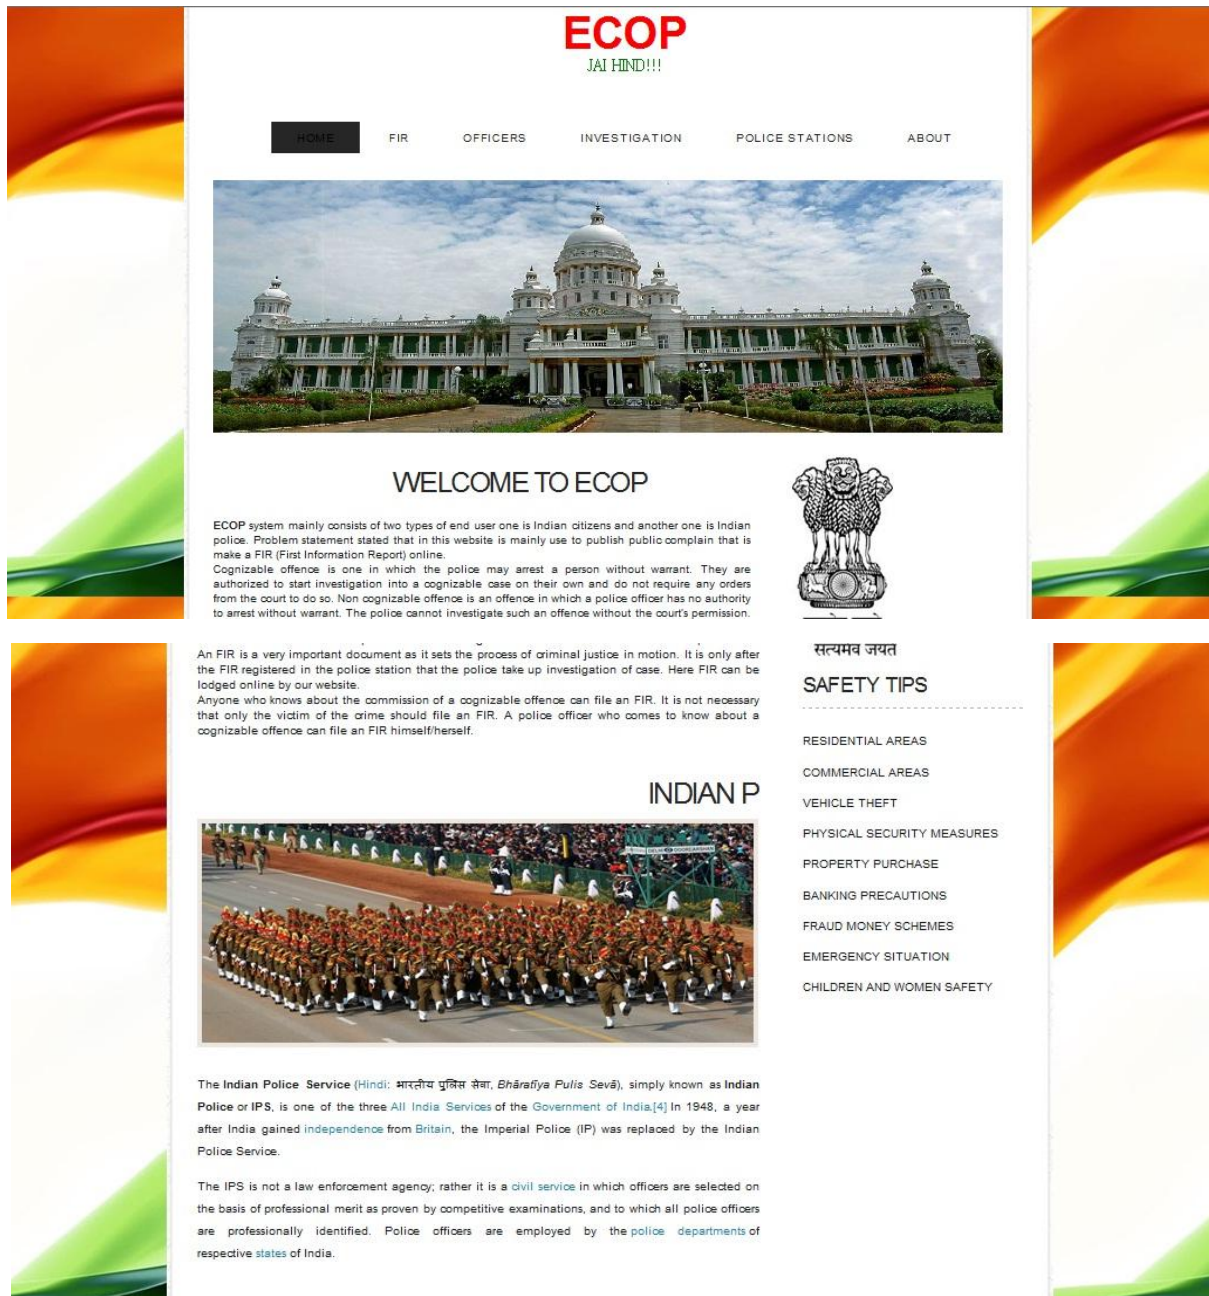 ECOP
JAI HIND!!!
HOME FIR OFFICERS INVESTIGATION POLICE STATIONS ABOUT
WELCOME TO ECOP
ECOP system mainly consists of two types of end user one is Indian citizens and another one is Indian
police. Problem statement stated that in this website is mainly use to publish public complain that is
make a FIR (First Information Report) online.
Cognizable offence is one in which the police may arrest a person without warrant. They are
authorized to start investigation into a cognizable case on their own and do not require any orders
from the court to do so. Non cognizable offence is an offence in which a police officer has no authority
to arrest without warrant. The police cannot investigate such an offence without the court's permission.
An FIR is a very important document as it sets the process of criminal justice in motion. It is only after
the FIR registered in the police station that the police take up investigation of case. Here FIR can be
lodged online by our website.
Anyone who knows about the commission of a cognizable offence can file an FIR. It is not necessary
that only the victim of the crime should file an FIR. A police officer who comes to know about a
cognizable offence can file an FIR himself/herself.
INDIAN P
The Indian Police Service (Hindi: भारतीय पुलिस सेवा, Bhāratīya Pulis Sevā), simply known as Indian
Police or IPS, is one of the three All India Services of the Government of India.[4] In 1948, a year
after India gained independence from Britain, the Imperial Police (IP) was replaced by the Indian
Police Service.
The IPS is not a law enforcement agency; rather it is a civil service in which officers are selected on
the basis of professional merit as proven by competitive examinations, and to which all police officers
are professionally identified. Police officers are employed by the police departments of
respective states of India.
सत्यमव जयत
SAFETY TIPS
RESIDENTIAL AREAS
COMMERCIAL AREAS
VEHICLE THEFT
PHYSICAL SECURITY MEASURES
PROPERTY PURCHASE
BANKING PRECAUTIONS
FRAUD MONEY SCHEMES
EMERGENCY SITUATION
CHILDREN AND WOMEN SAFETY